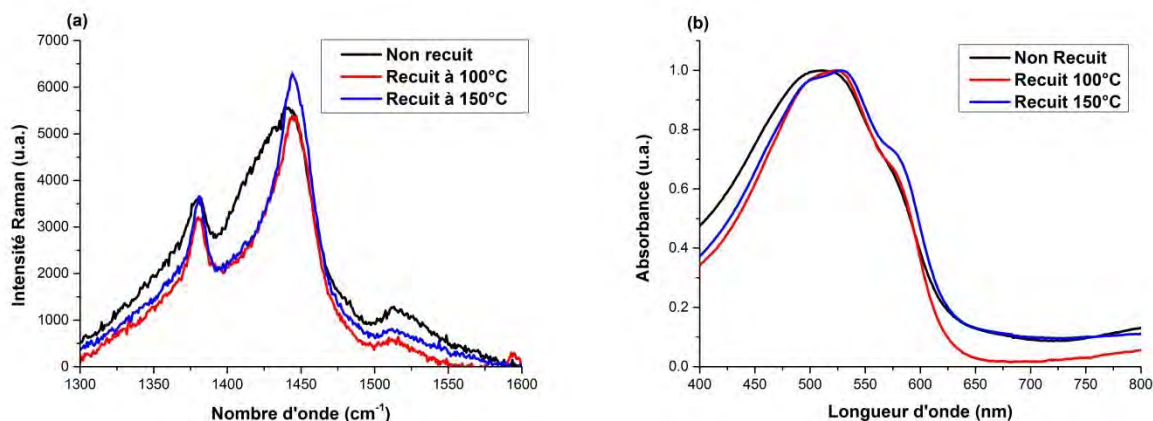 (a)
7000
6000
5000
4000
3000
2000
1000
0
Intensité Raman (u.a.)
Non recuit
Recuit à 100°C
Recuit à 150°C
1300 1350 1400 1450 1500 1550 1600
Nombre d'onde (cm⁻¹)
(b)
1.0
0.8
0.6
0.4
0.2
0.0
Absorbance (u.a.)
Non Recuit
Recuit 100°C
Recuit 150°C
400 450 500 550 600 650 700 750 800
Longueur d'onde (nm)